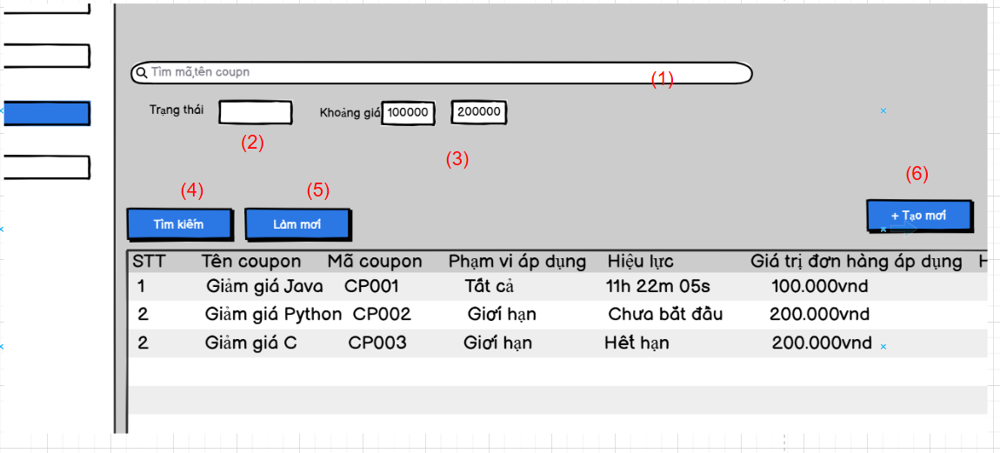 Tìm mã,tên coupn
(1)
Trạng thái
Khoảng giá 100000 200000
(2)
(3)
(4) (5) (6)
Tìm kiếm Làm mới + Tạo mới
STT Tên coupon Mã coupon Phạm vi áp dụng Hiệu lực Giá trị đơn hàng áp dụng H
1 Giảm giá Java CP001 Tất cả 11h 22m 05s 100.000vnd
2 Giảm giá Python CP002 Giới hạn Chưa bắt đầu 200.000vnd
2 Giảm giá C CP003 Giới hạn Hết hạn 200.000vnd